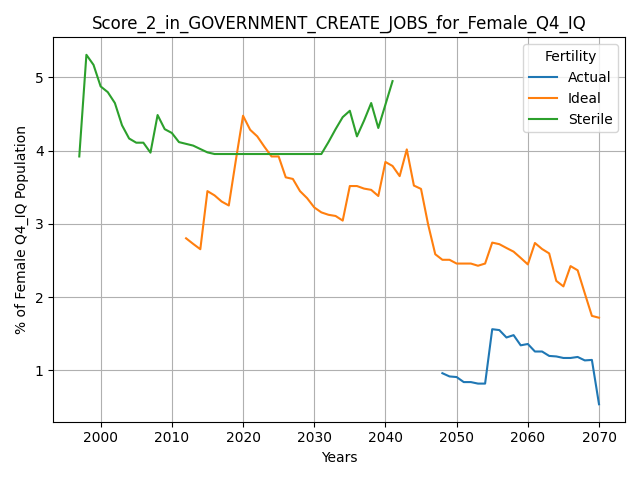 Score_2_in_GOVERNMENT_CREATE_JOBS_for_Female_Q4_IQ
Fertility
Actual
Ideal
Sterile
% of Female Q4_IQ Population
5
4
3
2
1
2000 2010 2020 2030 2040 2050 2060 2070
Years